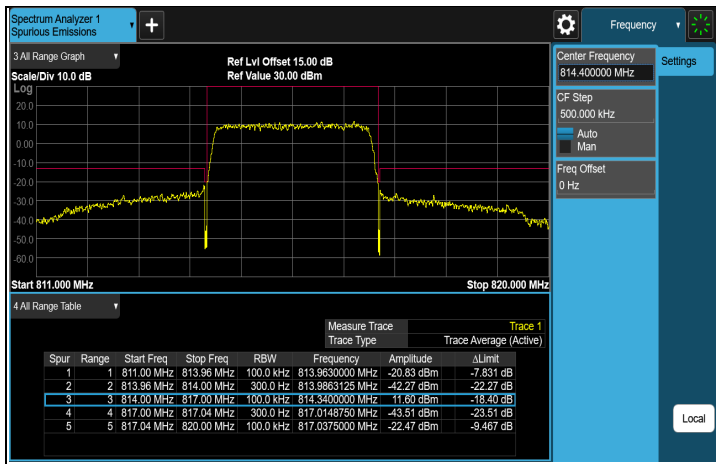 Spectrum Analyzer 1
Spurious Emissions
Frequency
3 All Range Graph
Ref Lvl Offset 15.00 dB
Scale/Div 10.0 dB
Ref Value 30.00 dBm
Log
20.0
10.0
0.00
-10.0
-20.0
-30.0
-40.0
-50.0
-60.0
Start 811.000 MHz
Stop 820.000 MHz
Center Frequency
814.400000 MHz
Settings
CF Step
500.000 kHz
Auto
Man
Freq Offset
0 Hz
4 All Range Table
Measure Trace Trace 1
Trace Type Trace Average (Active)
Spur Range Start Freq Stop Freq RBW Frequency Amplitude ΔLimit
1 1 811.00 MHz 813.96 MHz 100.0 kHz 813.9630000 MHz -20.83 dBm -7.831 dB
2 2 813.96 MHz 814.00 MHz 300.0 Hz 813.9863125 MHz -42.27 dBm -22.27 dB
3 3 814.00 MHz 817.00 MHz 100.0 kHz 814.3400000 MHz 11.60 dBm -18.40 dB
4 4 817.00 MHz 817.04 MHz 300.0 Hz 817.0148750 MHz -43.51 dBm -23.51 dB
5 5 817.04 MHz 820.00 MHz 100.0 kHz 817.0375000 MHz -22.47 dBm -9.467 dB
Local